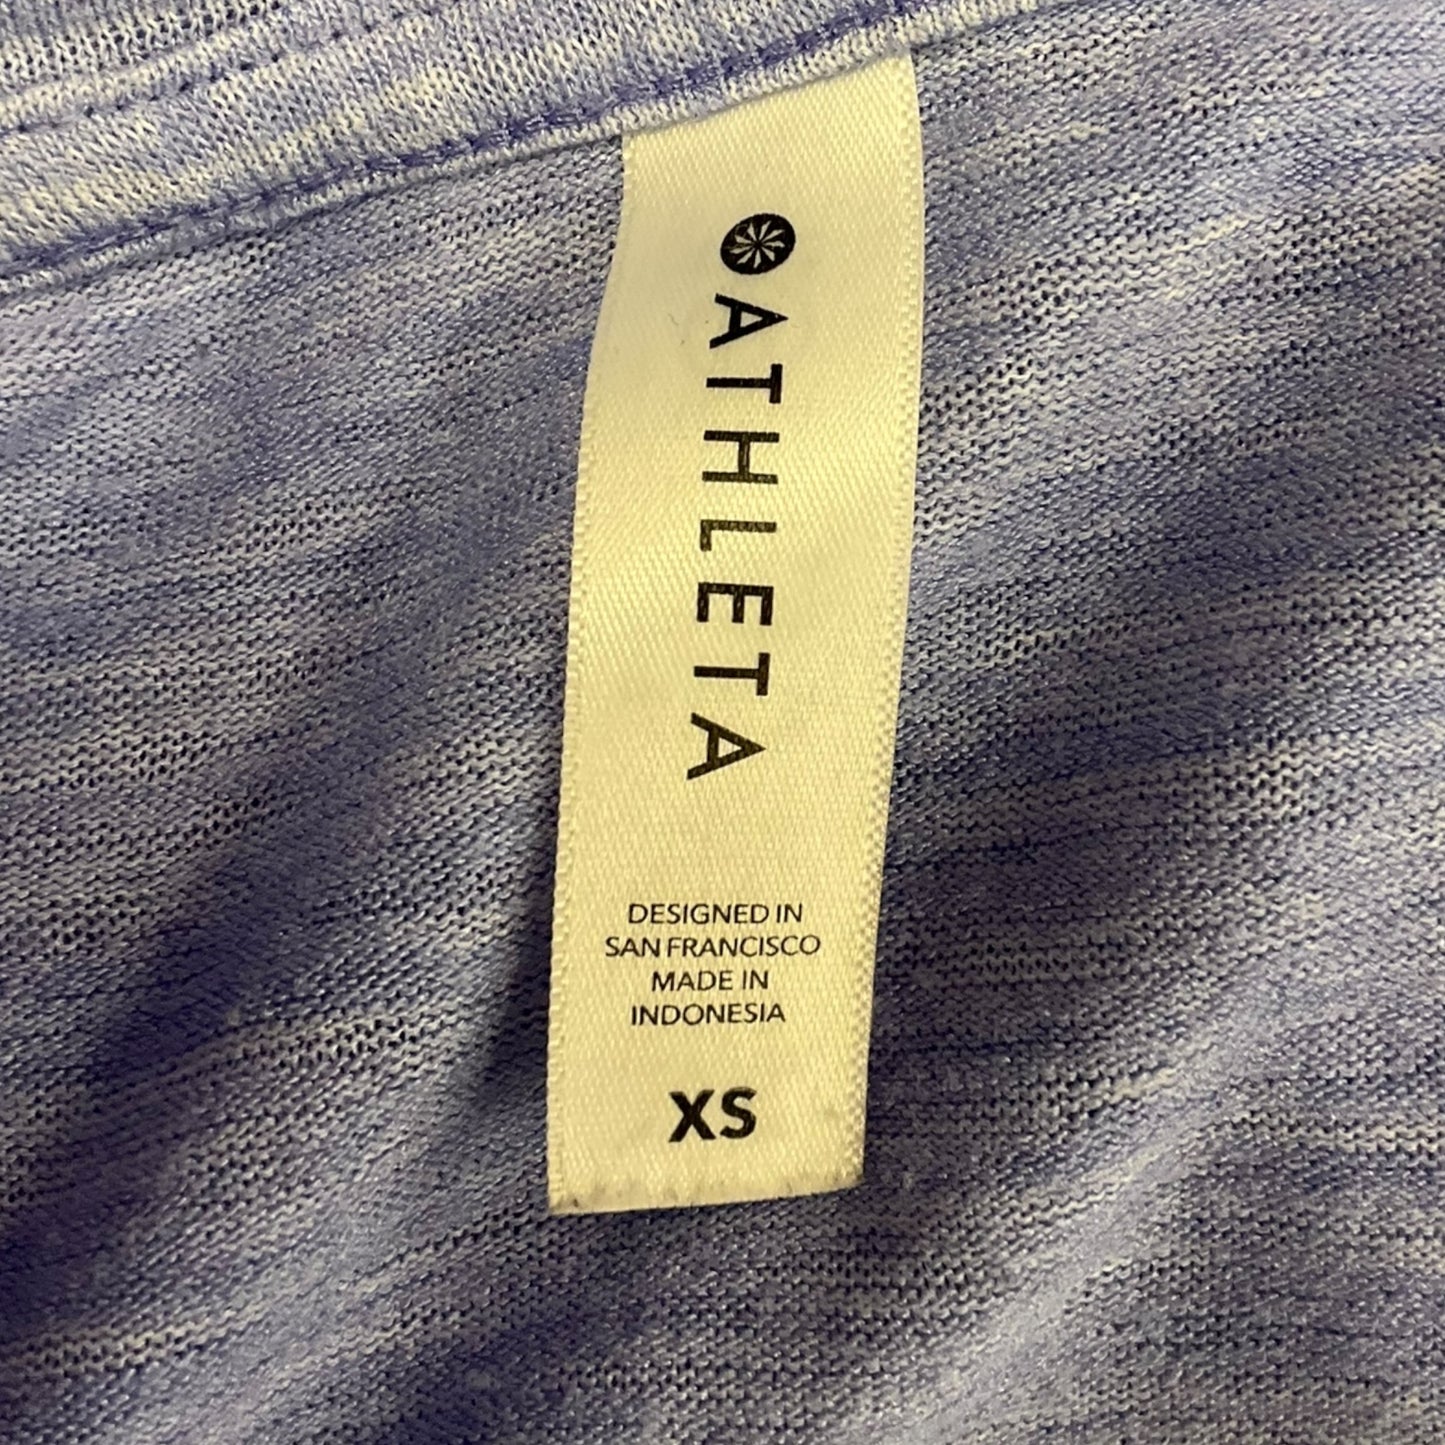 ATHLETA
DESIGNED IN
SAN FRANCISCO
MADE IN
INDONESIA
XS